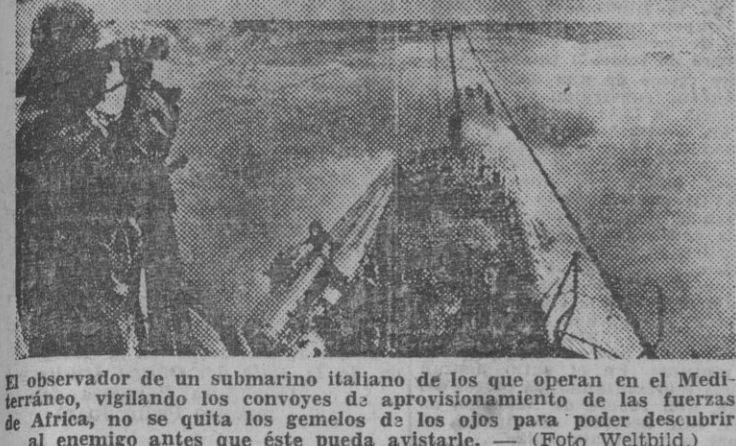 El observador de un submarino italiano de los que operan en el Medi-
terráneo, vigilando los convoyes de aprovisionamiento de las fuerzas
de Africa, no se quita los gemelos de los ojos para poder descubrir
al enemigo antes que éste pueda avistarle. — (Foto Weltbild.)